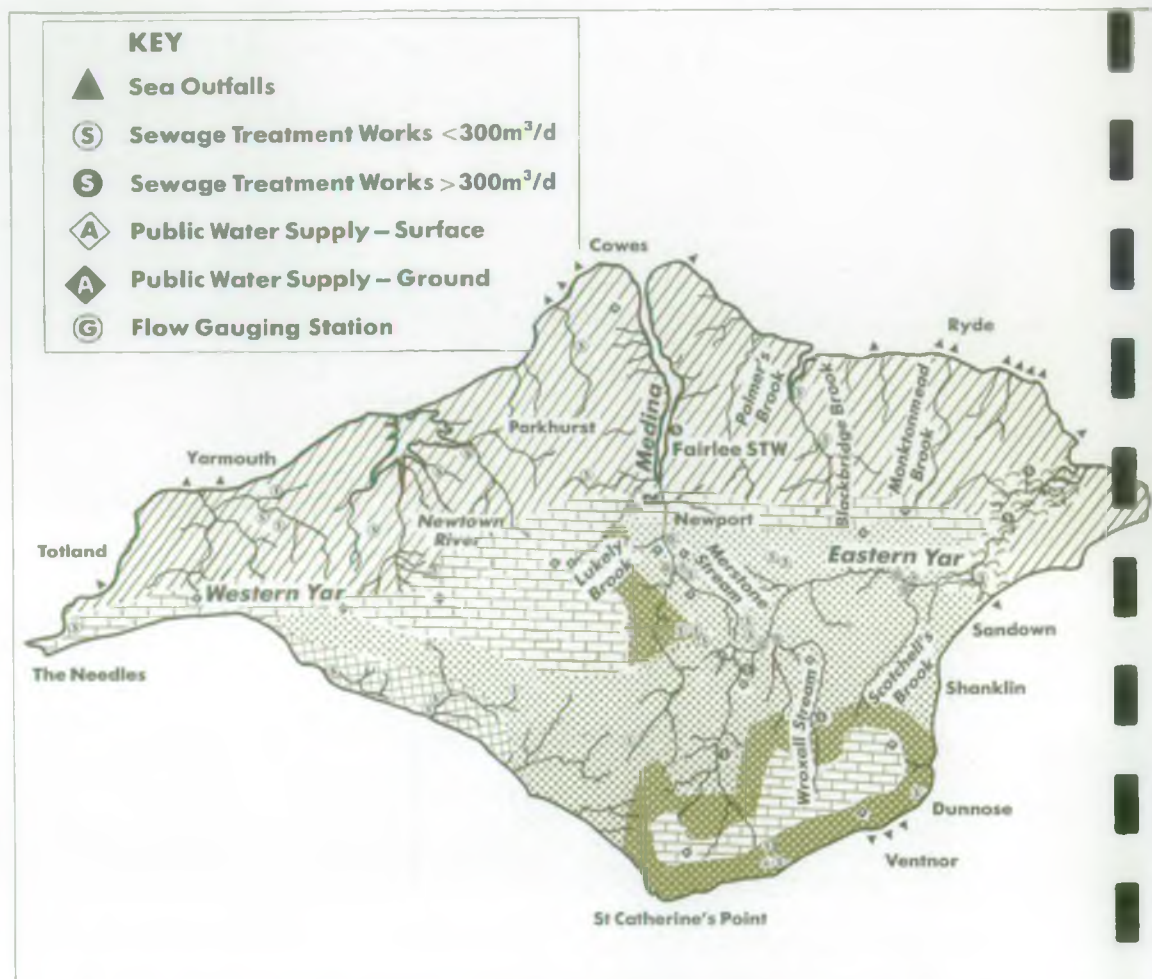 KEY
Sea Outfalls
S Sewage Treatment Works <300m³/d
S Sewage Treatment Works >300m³/d
A Public Water Supply – Surface
A Public Water Supply – Ground
G Flow Gauging Station
Cowes
Ryde
Polmer's
Brook
Medina
Parkhurst
Fairlee STW
Blackbridge Brook
Monktonmead
Brook
Yarmouth
Newtown
River
Newport
Totland
Lukely
Brook
Merstone
Stream
Eastern Yar
Western Yar
Sandown
The Needles
Scotchell's
Brook
Shanklin
Wroxall Stream
Dunnose
Ventnor
St Catherine's Point